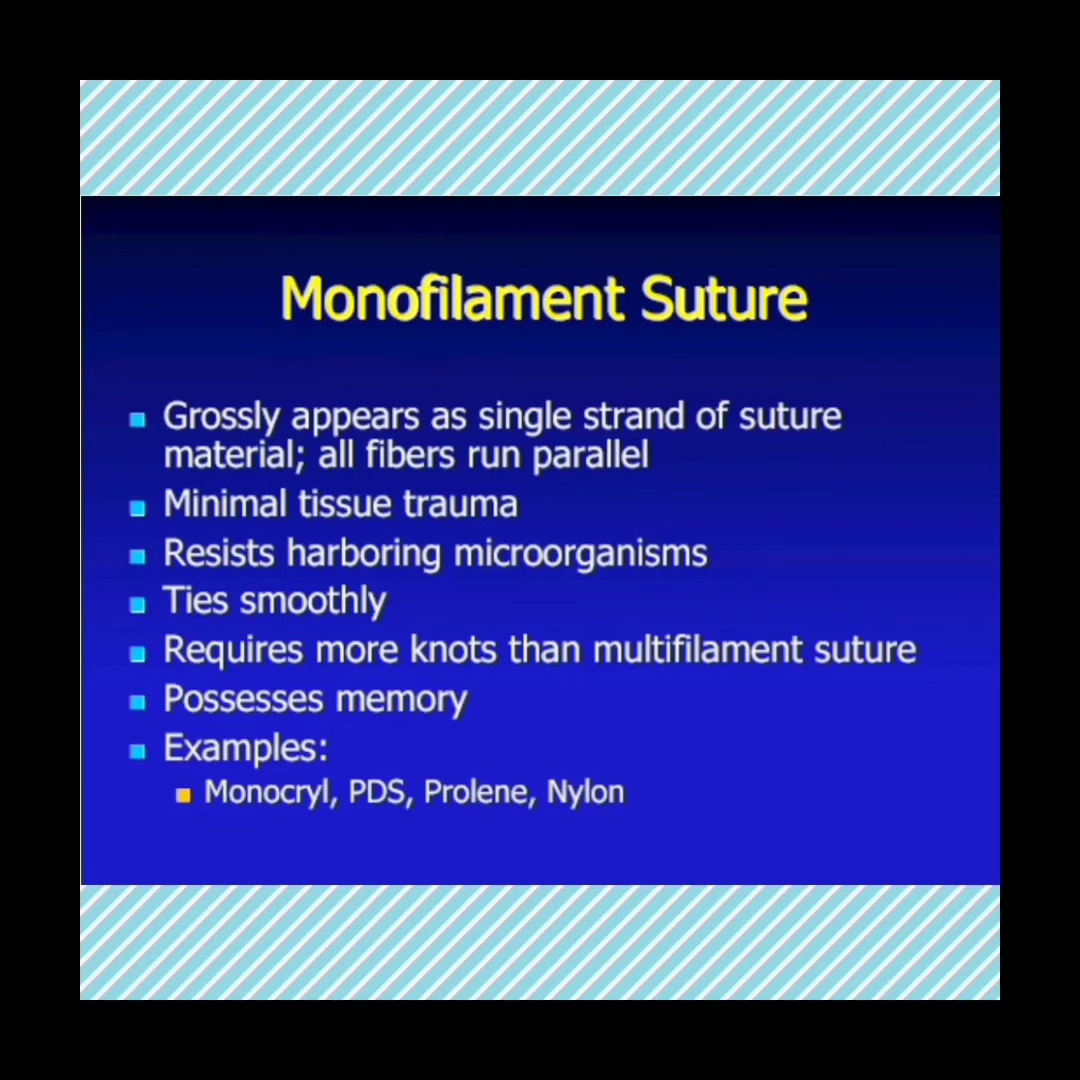 Monofilament Suture
Grossly appears as single strand of suture
material; all fibers run parallel
Minimal tissue trauma
Resists harboring microorganisms
Ties smoothly
Requires more knots than multifilament suture
Possesses memory
Examples:
Monocryl, PDS, Prolene, Nylon